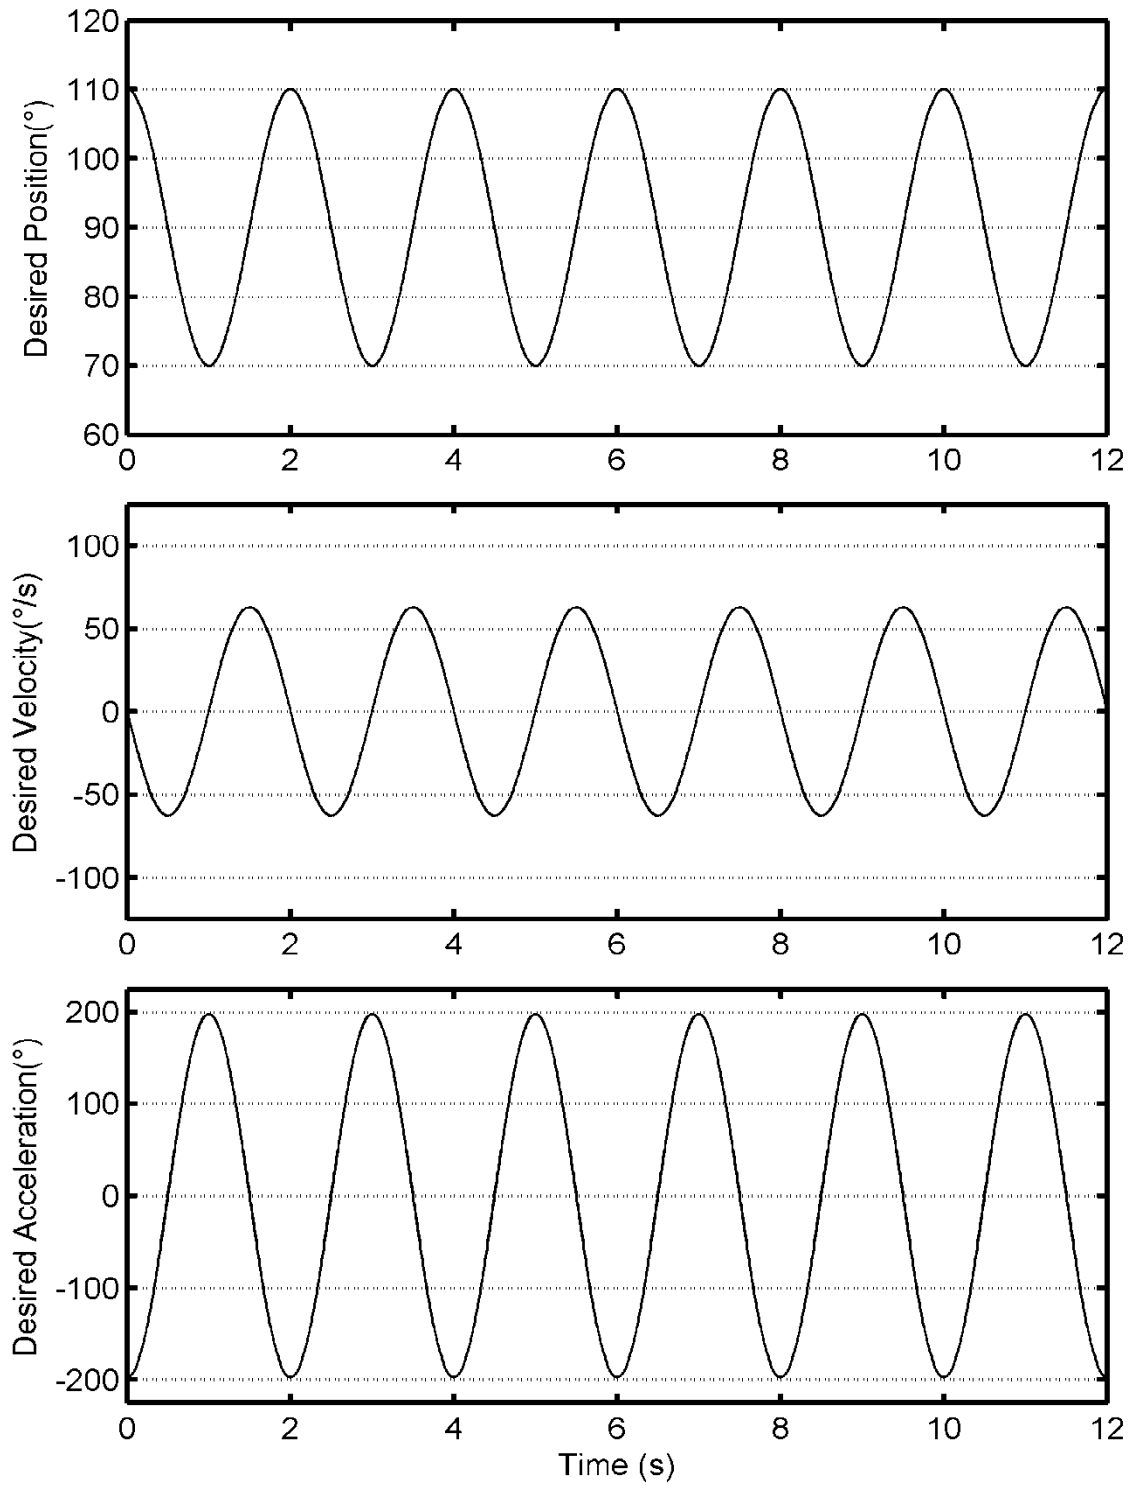 120
110
100
90
80
70
60
Desired Position(°)
0 2 4 6 8 10 12
100
50
0
-50
-100
Desired Velocity(°/s)
0 2 4 6 8 10 12
200
100
0
-100
-200
Desired Acceleration(°)
0 2 4 6 8 10 12
Time (s)